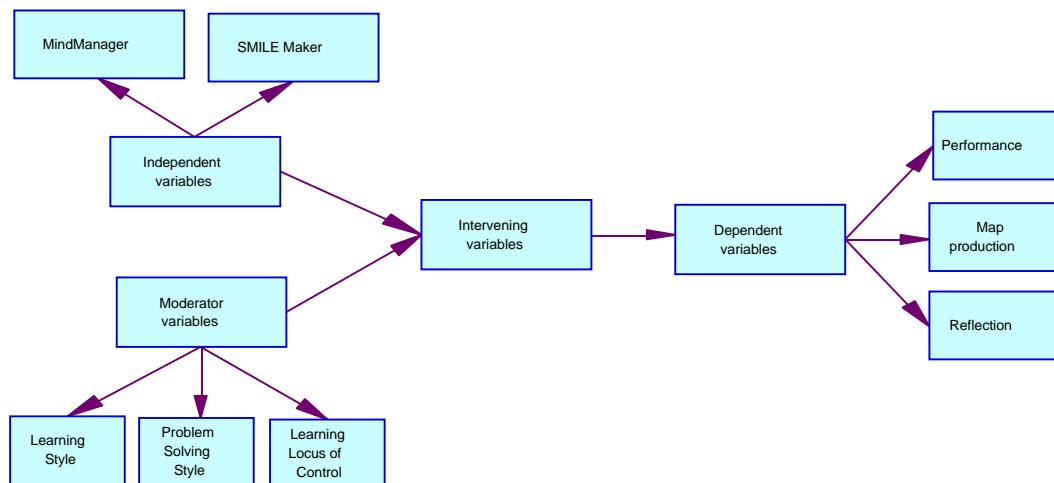 MindManager
SMILE Maker
Independent
variables
Performance
Intervening
variables
Dependent
variables
Map
production
Moderator
variables
Reflection
Learning
Style
Problem
Solving
Style
Learning
Locus of
Control